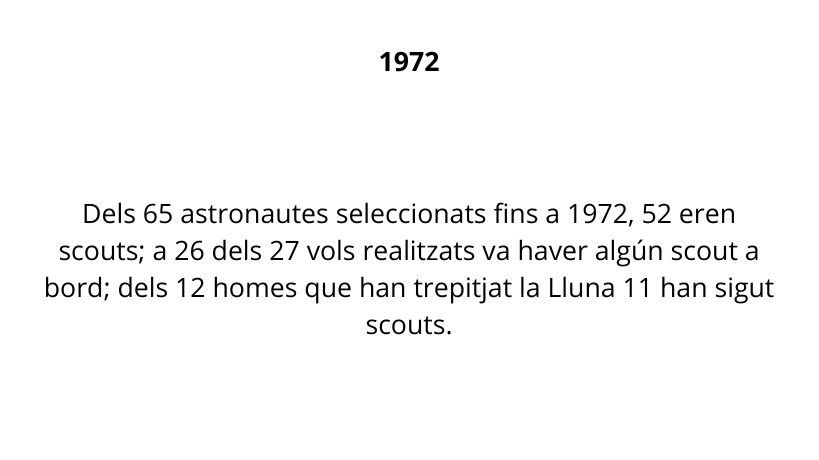 1972
Dels 65 astronautes seleccionats fins a 1972, 52 eren
scouts; a 26 dels 27 vols realitzats va haver algún scout a
bord; dels 12 homes que han trepitjat la Lluna 11 han sigut
scouts.